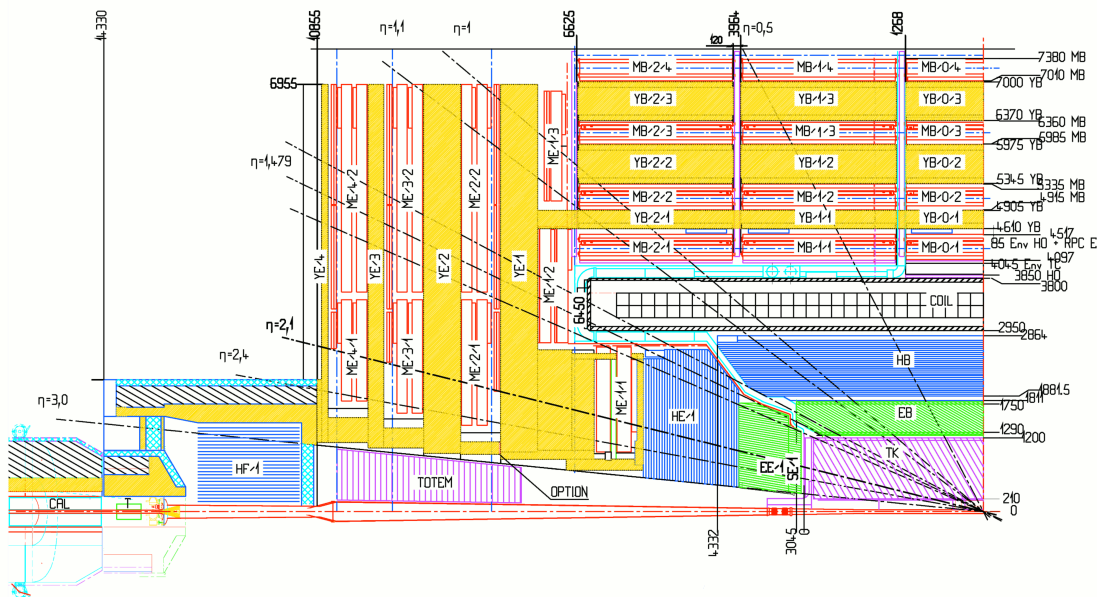 14330
10855
η=1,1
η=1
6625
3964
120
η=0,5
1268
7380 MB
7010 MB
7000 YB
6955
MB/2/4
MB/1/4
MB/0/4
YB/2/3
YB/1/3
YB/0/3
6370 YB
6360 MB
MB/2/3
MB/1/3
MB/0/3
5985 MB
5975 YB
ME/1/3
η=1,479
YB/2/2
YB/1/2
YB/0/2
5345 YB
5335 MB
ME/4/2
ME/3/2
ME/2/2
MB/2/2
MB/1/2
MB/0/2
4915 MB
4905 YB
YB/2/1
YB/1/1
YB/0/1
4610 YB
4517
MB/2/1
MB/1/1
MB/0/1
85 Env HO + RPC E
4097
4045 Env TC
3850 HO
3800
YE/4
YE/3
YE/2
YE/1
ME/1/2
6450
COIL
2950
2864
η=2,1
ME/4/1
ME/3/1
ME/2/1
η=2,4
HB
ME/1/1
HE/1
1811
1750
EB
η=3,0
1290
1200
TK
HF/1
EE/1
SE/1
TOTEM
OPTION
CAL
T
210
0
4332
3045
0